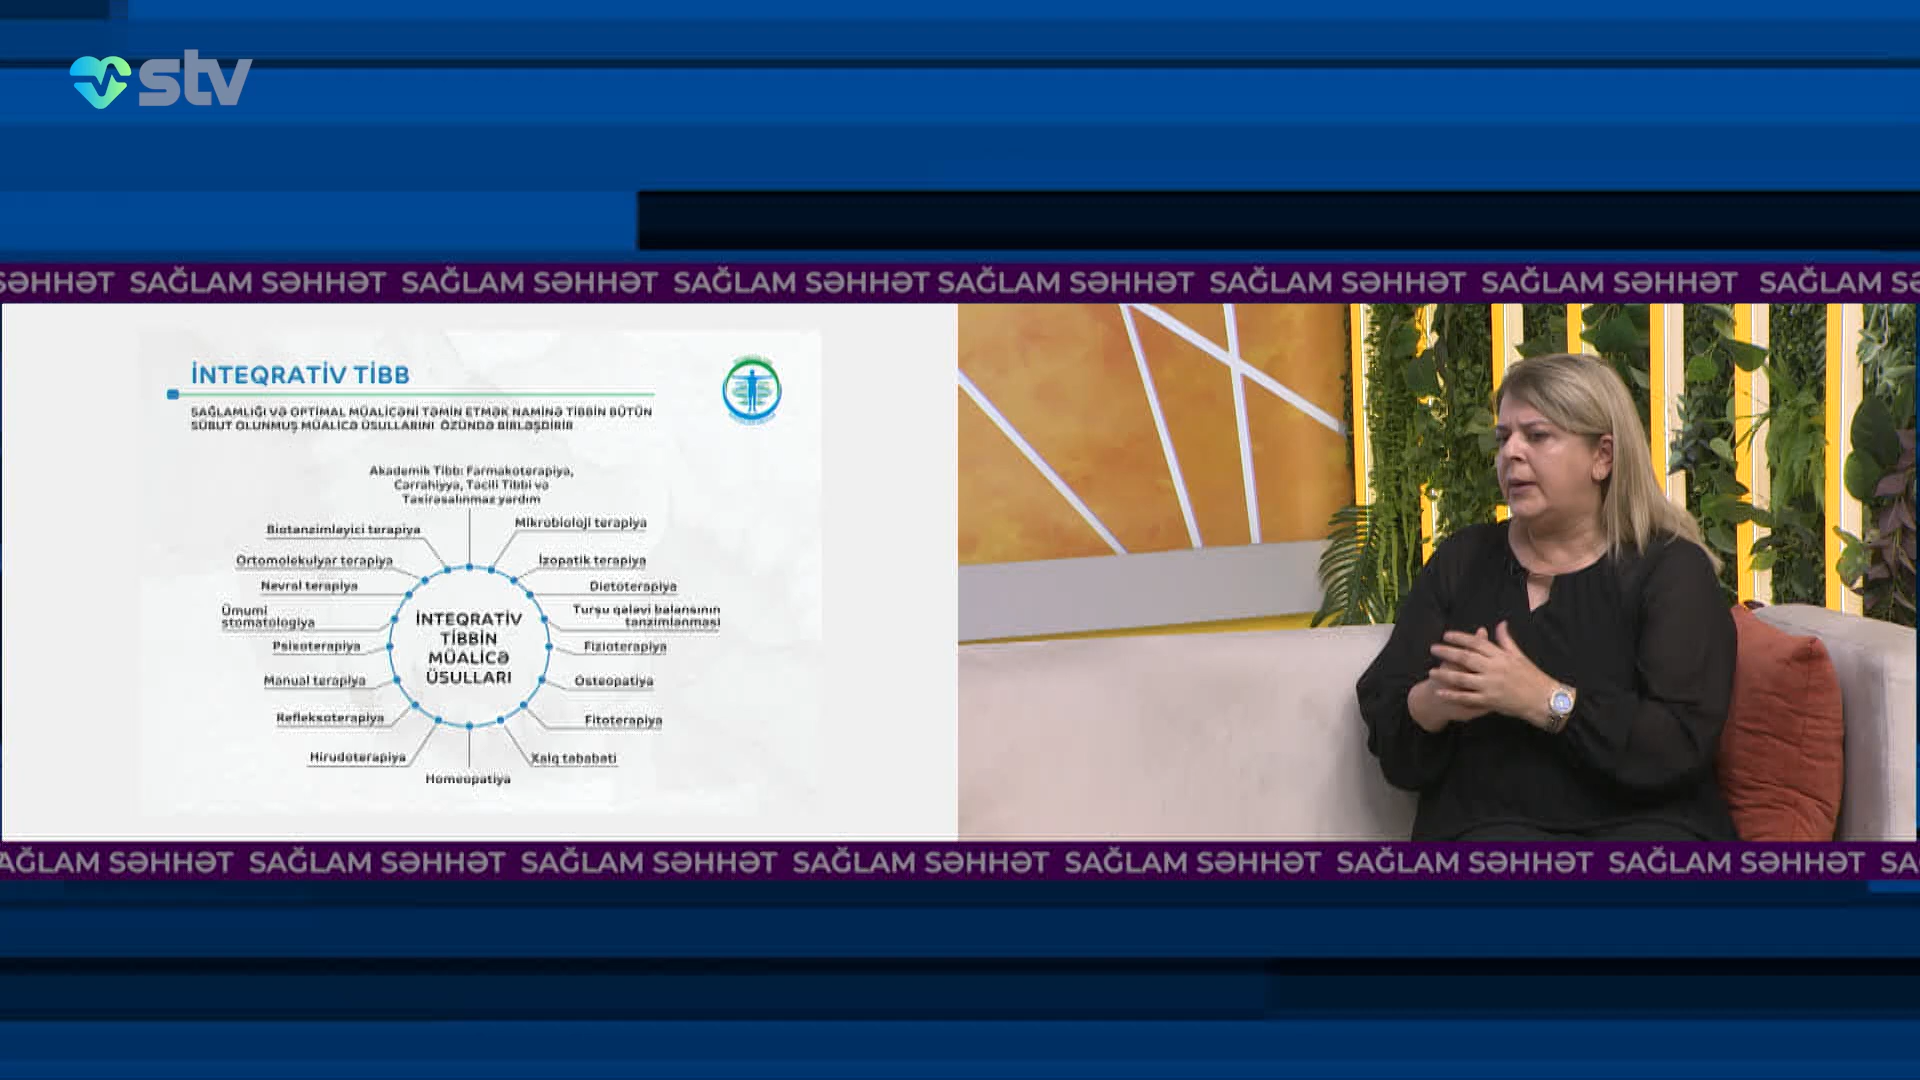 stv
SƏHHƏT SAĞLAM SƏHHƏT SAĞLAM SƏHHƏT SAĞLAM SƏHHƏT SAĞLAM SƏHHƏT SAĞLAM SƏHHƏT SAĞLAM SƏHHƏT SAĞLAM
İNTEQRATİV TİBB
SAĞLAMLIĞI VƏ OPTİMAL MÜALİCƏNİ TƏMİN ETMƏK NAMİNƏ TİBBİN BÜTÜN
SÜBUT OLUNMUŞ MÜALİCƏ ÜSULLARINI ÖZÜNDƏ BİRLƏŞDİRİR
Akademik Tibb: Farmakoterapiya,
Cərrahiyyə, Təcili Tibbi və
Təxirəsalınmaz yardım
Biotənzimləyici terapiya
Mikrobioloji terapiya
Ortomolekulyar terapiya
İzopatik terapiya
Nevral terapiya
Dietoterapiya
Ümumi
stomatologiya
Turşu qələvi balansının
tənzimlənməsi
Psixoterapiya
Fizioterapiya
Manual terapiya
Osteopatiya
Refleksoterapiya
Fitoterapiya
Hirudoterapiya
Xalq təbabəti
Homeopatiya
İNTEQRATİV
TİBBİN
MÜALİCƏ
ÜSULLARI
SAĞLAM SƏHHƏT SAĞLAM SƏHHƏT SAĞLAM SƏHHƏT SAĞLAM SƏHHƏT SAĞLAM SƏHHƏT SAĞLAM SƏHHƏT SAĞLAM SƏHHƏT